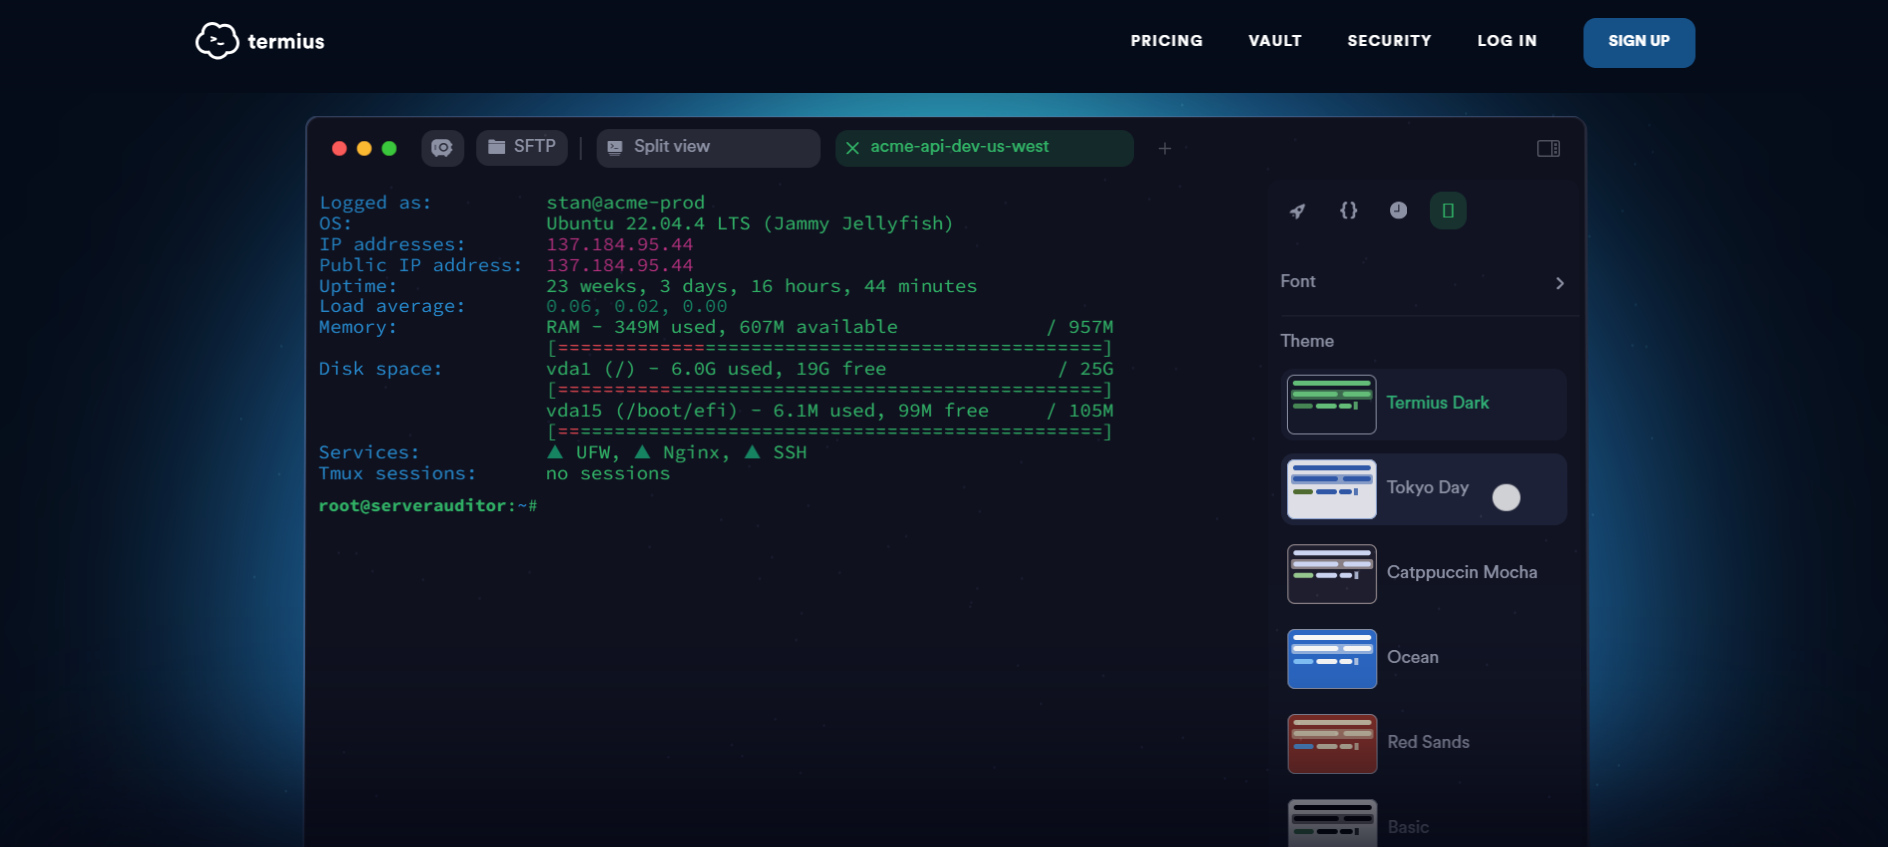 termius
PRICING VAULT SECURITY LOG IN SIGN UP
SFTP Split view acme-api-dev-us-west
Logged as: stan@acme-prod
OS: Ubuntu 22.04.4 LTS (Jammy Jellyfish)
IP addresses: 137.184.95.44
Public IP address: 137.184.95.44
Uptime: 23 weeks, 3 days, 16 hours, 44 minutes
Load average: 0.06, 0.02, 0.00
Memory: RAM - 349M used, 607M available / 957M
[================================================]
Disk space: vda1 (/) - 6.0G used, 19G free / 25G
[================================================]
vda15 (/boot/efi) - 6.1M used, 99M free / 105M
[================================================]
Services: ▲ UFW, ▲ Nginx, ▲ SSH
Tmux sessions: no sessions
root@serverauditor:~#
{}
Font
Theme
Termius Dark
Tokyo Day
Catppuccin Mocha
Ocean
Red Sands
Basic